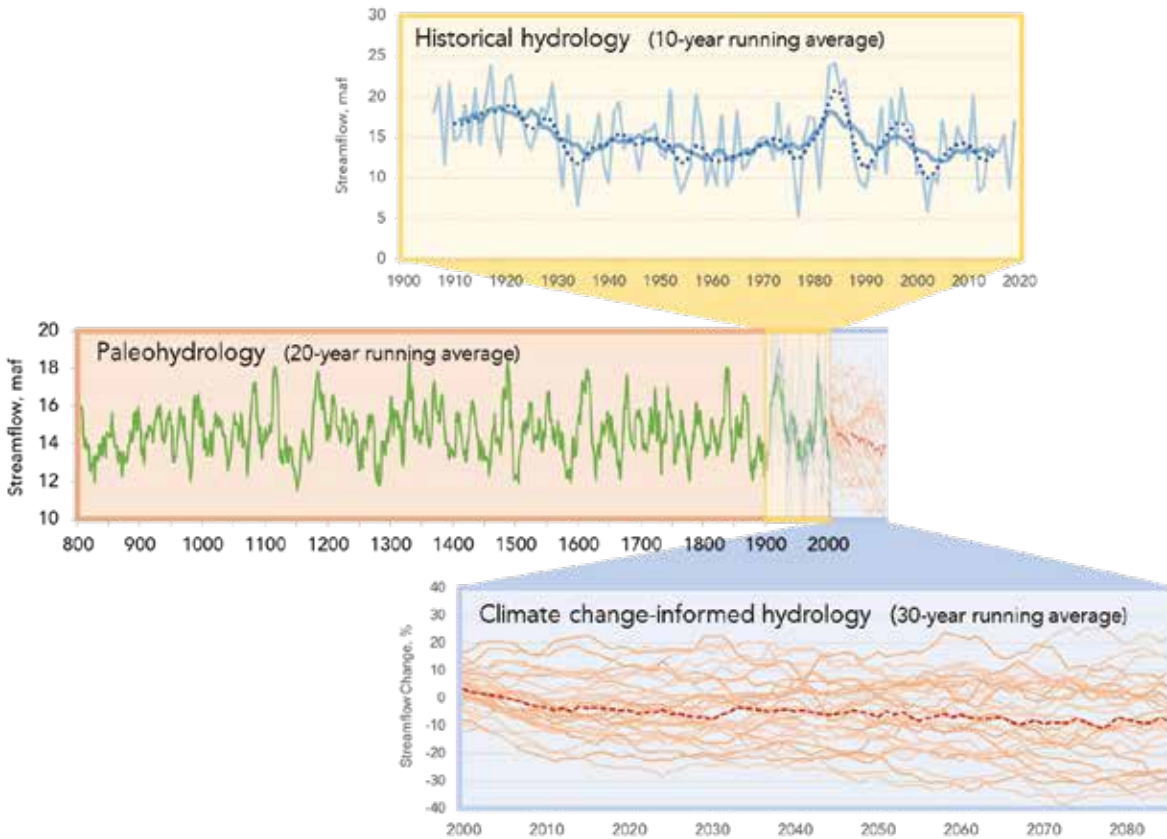 Historical hydrology (10-year running average)
Streamflow, maf
30
25
20
15
10
5
0
1900 1910 1920 1930 1940 1950 1960 1970 1980 1990 2000 2010 2020
Paleohydrology (20-year running average)
Streamflow, maf
20
18
16
14
12
10
800 900 1000 1100 1200 1300 1400 1500 1600 1700 1800 1900 2000
Climate change-informed hydrology (30-year running average)
Streamflow Change, %
40
30
20
10
0
-10
-20
-30
-40
2000 2010 2020 2030 2040 2050 2060 2070 2080